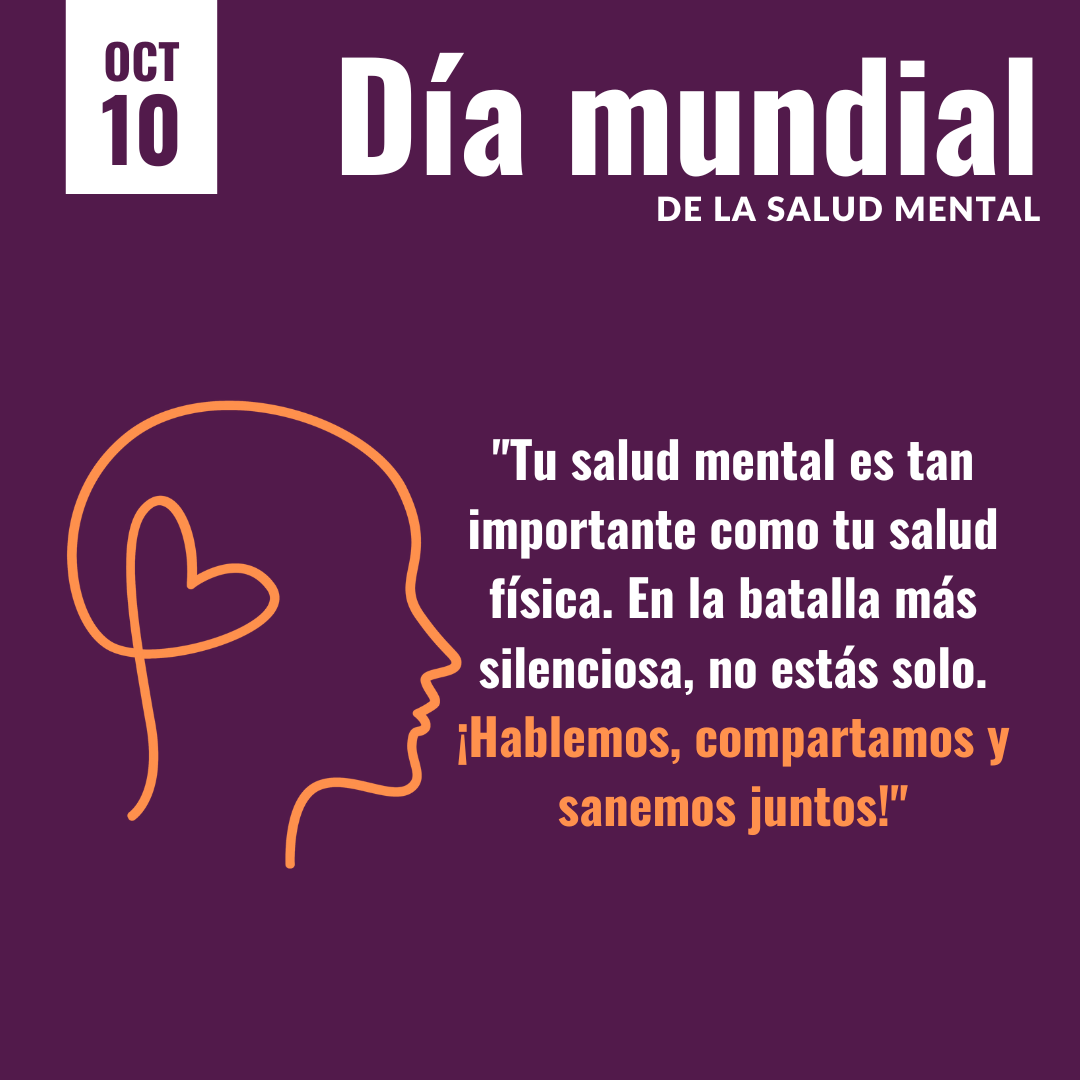 OCT
10
Día mundial
DE LA SALUD MENTAL
"Tu salud mental es tan
importante como tu salud
física. En la batalla más
silenciosa, no estás solo.
¡Hablemos, compartamos y
sanemos juntos!"